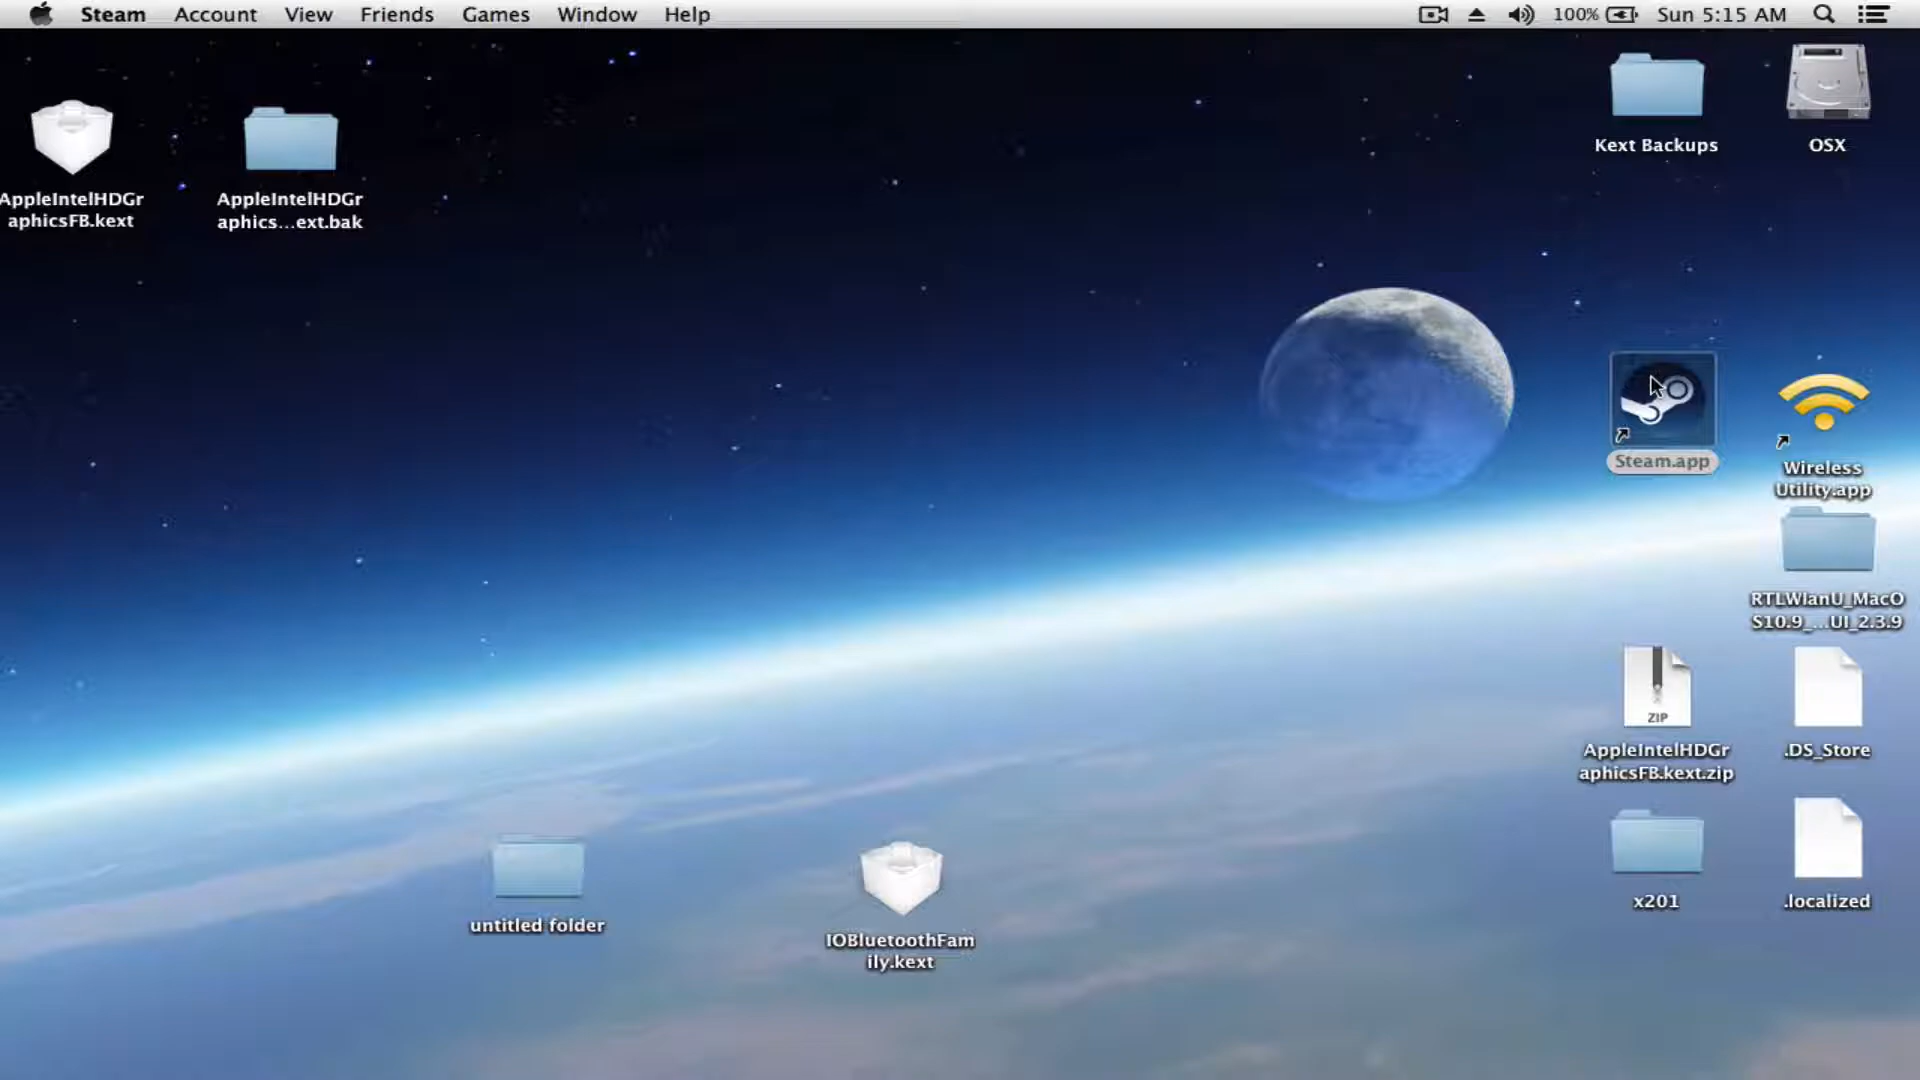 Steam Account View Friends Games Window Help 100% Sun 5:15 AM
AppleIntelHDGr
aphicsFB.kext
AppleIntelHDGr
aphics...ext.bak
Kext Backups
OSX
Steam.app
Wireless
Utility.app
RTLWlanU_MacO
S10.9_...UI_2.3.9
ZIP
AppleIntelHDGr
aphicsFB.kext.zip
.DS_Store
untitled folder
IOBluetoothFam
ily.kext
x201
.localized